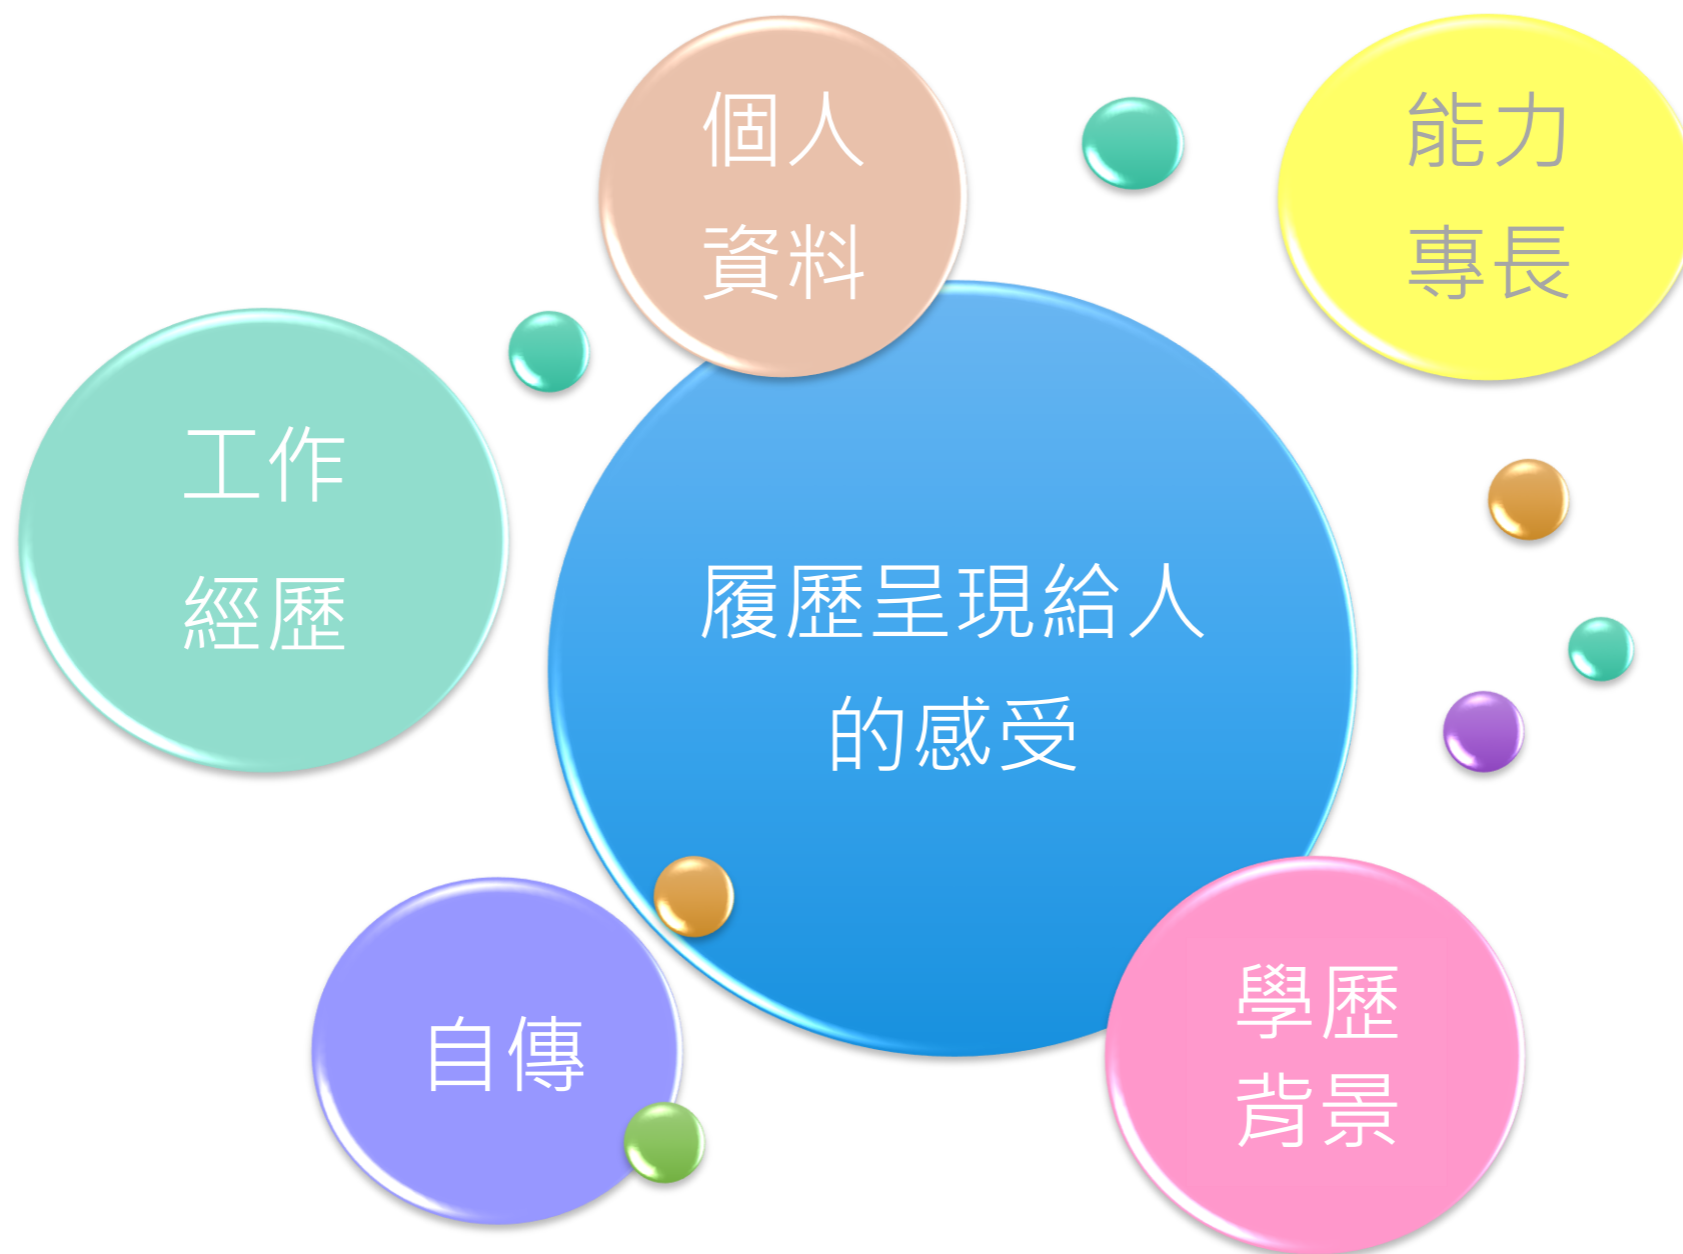 個人
資料
能力
專長
工作
經歷
履歷呈現給人
的感受
自傳
學歷
背景